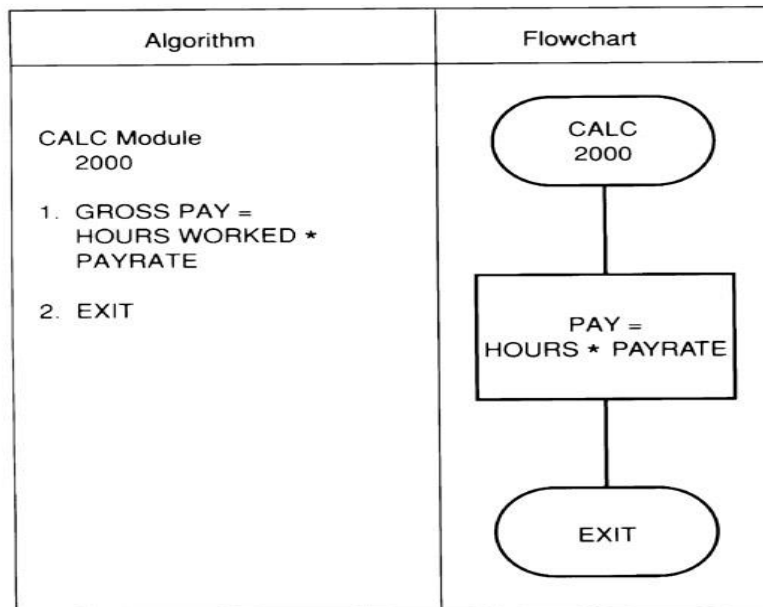 Algorithm
Flowchart
CALC Module
2000
1. GROSS PAY =
HOURS WORKED *
PAYRATE
2. EXIT
CALC
2000
PAY =
HOURS * PAYRATE
EXIT